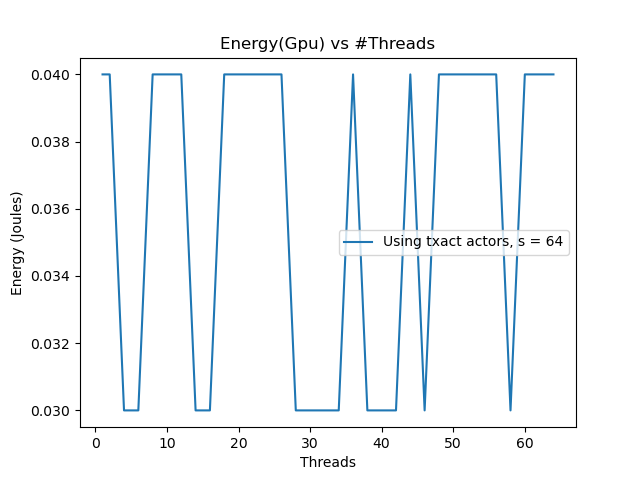 Energy(Gpu) vs #Threads
0.040
0.038
0.036
0.034
0.032
0.030
Energy (Joules)
Using txact actors, s = 64
0 10 20 30 40 50 60
Threads